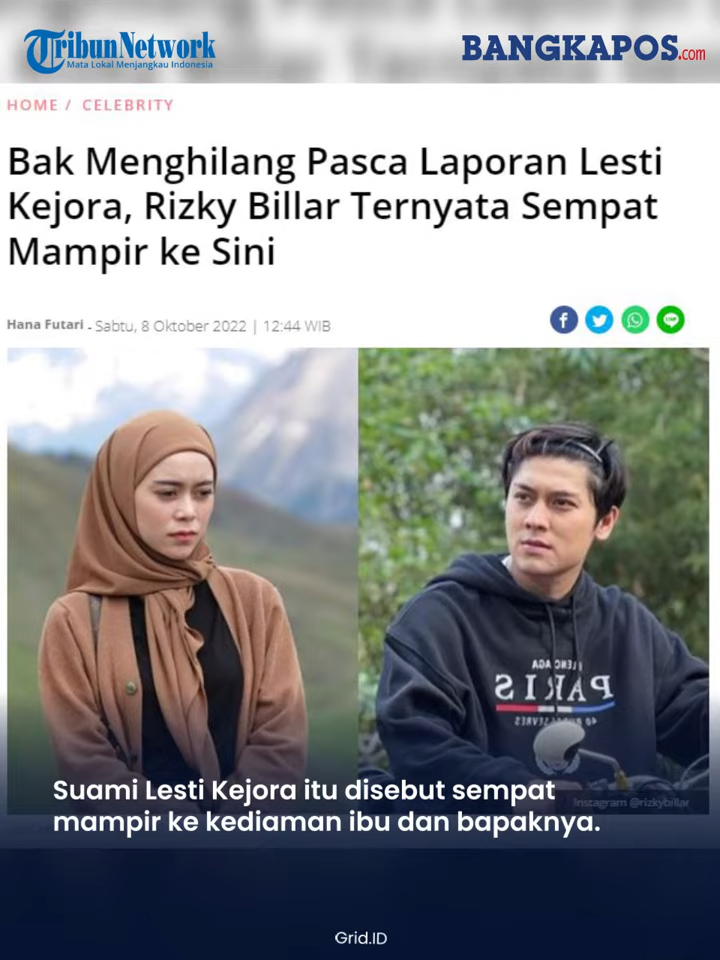 TribunNetwork
Mata Lokal Menjangkau Indonesia
BANGKAPOS.com
HOME / CELEBRITY
Bak Menghilang Pasca Laporan Lesti
Kejora, Rizky Billar Ternyata Sempat
Mampir ke Sini
Hana Futari - Sabtu, 8 Oktober 2022 | 12:44 WIB
PARIS
Suami Lesti Kejora itu disebut sempat
mampir ke kediaman ibu dan bapaknya.
Instagram @rizkybillar
Grid.ID